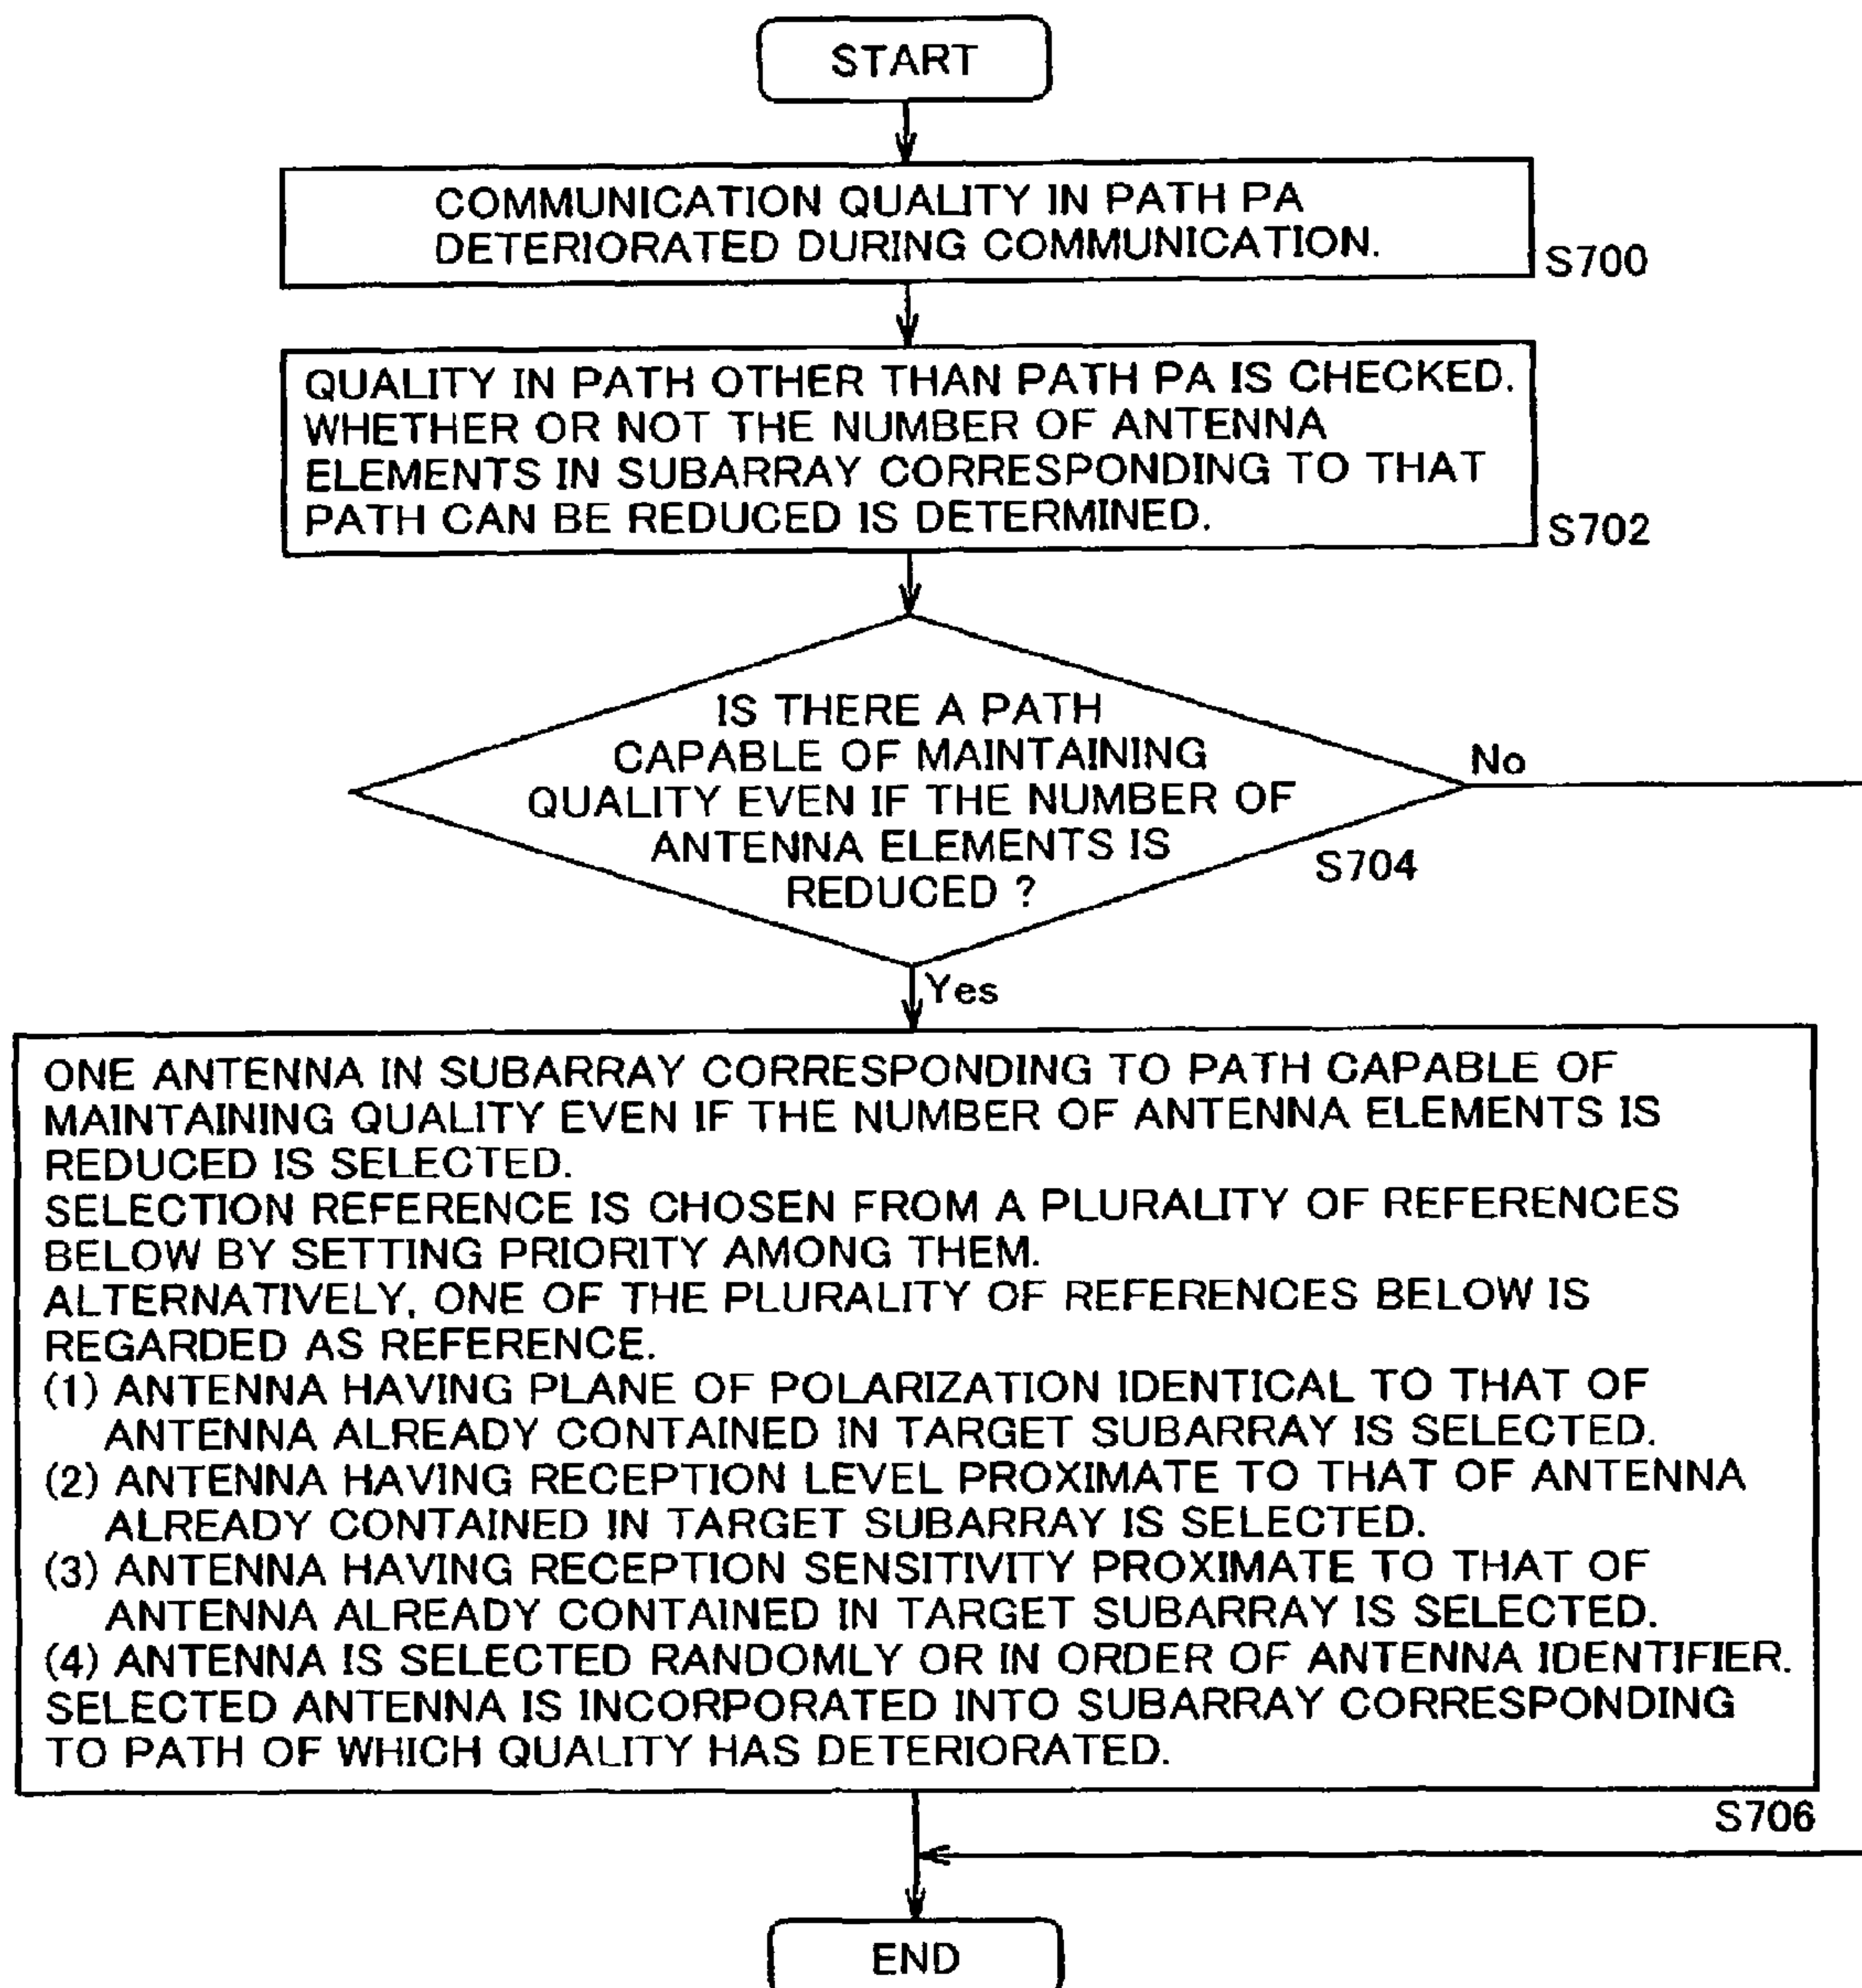 START
COMMUNICATION QUALITY IN PATH PA
DETERIORATED DURING COMMUNICATION.
S700
QUALITY IN PATH OTHER THAN PATH PA IS CHECKED.
WHETHER OR NOT THE NUMBER OF ANTENNA
ELEMENTS IN SUBARRAY CORRESPONDING TO THAT
PATH CAN BE REDUCED IS DETERMINED.
S702
IS THERE A PATH
CAPABLE OF MAINTAINING
QUALITY EVEN IF THE NUMBER OF
ANTENNA ELEMENTS IS
REDUCED ?
No
S704
Yes
ONE ANTENNA IN SUBARRAY CORRESPONDING TO PATH CAPABLE OF
MAINTAINING QUALITY EVEN IF THE NUMBER OF ANTENNA ELEMENTS IS
REDUCED IS SELECTED.
SELECTION REFERENCE IS CHOSEN FROM A PLURALITY OF REFERENCES
BELOW BY SETTING PRIORITY AMONG THEM.
ALTERNATIVELY, ONE OF THE PLURALITY OF REFERENCES BELOW IS
REGARDED AS REFERENCE.
(1) ANTENNA HAVING PLANE OF POLARIZATION IDENTICAL TO THAT OF
ANTENNA ALREADY CONTAINED IN TARGET SUBARRAY IS SELECTED.
(2) ANTENNA HAVING RECEPTION LEVEL PROXIMATE TO THAT OF ANTENNA
ALREADY CONTAINED IN TARGET SUBARRAY IS SELECTED.
(3) ANTENNA HAVING RECEPTION SENSITIVITY PROXIMATE TO THAT OF
ANTENNA ALREADY CONTAINED IN TARGET SUBARRAY IS SELECTED.
(4) ANTENNA IS SELECTED RANDOMLY OR IN ORDER OF ANTENNA IDENTIFIER.
SELECTED ANTENNA IS INCORPORATED INTO SUBARRAY CORRESPONDING
TO PATH OF WHICH QUALITY HAS DETERIORATED.
S706
END